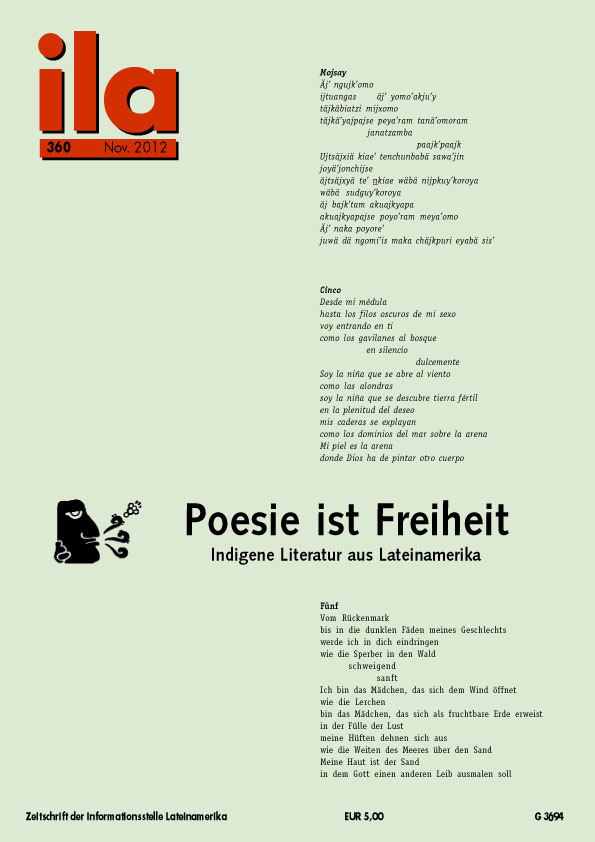 ila
360 Nov. 2012
Mojsay
Äj’ ngujk’omo
ijtuangas äj’ yomo’akju’y
täjkäbiatzi mijxomo
täjkä’yajpajse peya’ram tanä’omoram
janatzamba
paajk’paajk
Ujtsäjxiä kiae’ tenchunbabä sawa’jin
joyä’jonchijse
äjtsäjxyä te’ ṉkiae wäbä nijpkuy’koroya
wäbä sudguy’koroya
äj bajk’tam akuajkyapa
akuajkyapajse poyo’ram meya’omo
Äj’ naka poyore’
juwä dä ngomi’is maka chäjkpuri eyabä sis’
Cinco
Desde mi médula
hasta los filos oscuros de mi sexo
voy entrando en ti
como los gavilanes al bosque
en silencio
dulcemente
Soy la niña que se abre al viento
como las alondras
soy la niña que se descubre tierra fértil
en la plenitud del deseo
mis caderas se explayan
como los dominios del mar sobre la arena
Mi piel es la arena
donde Dios ha de pintar otro cuerpo
Poesie ist Freiheit
Indigene Literatur aus Lateinamerika
Fünf
Vom Rückenmark
bis in die dunklen Fäden meines Geschlechts
werde ich in dich eindringen
wie die Sperber in den Wald
schweigend
sanft
Ich bin das Mädchen, das sich dem Wind öffnet
wie die Lerchen
bin das Mädchen, das sich als fruchtbare Erde erweist
in der Fülle der Lust
meine Hüften dehnen sich aus
wie die Weiten des Meeres über den Sand
Meine Haut ist der Sand
in dem Gott einen anderen Leib ausmalen soll
Zeitschrift der Informationsstelle Lateinamerika EUR 5,00 G 3694